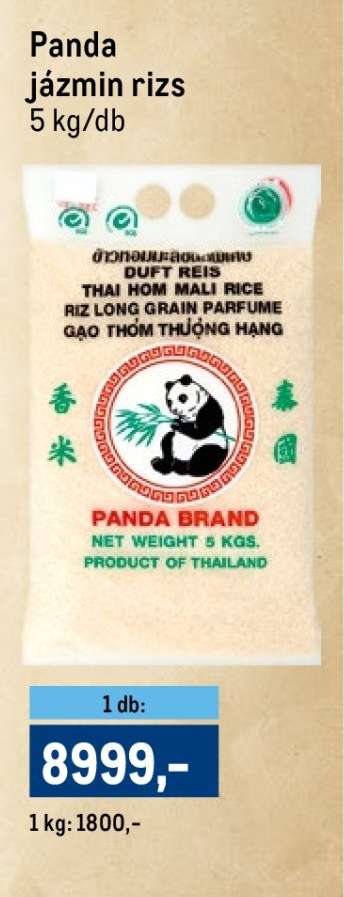 Panda
jázmin rizs
5 kg/db
DUFT REIS
THAI HOM MALI RICE
RIZ LONG GRAIN PARFUME
GẠO THƠM THƯỢNG HẠNG
香米
泰國
PANDA BRAND
NET WEIGHT 5 KGS.
PRODUCT OF THAILAND
1 db:
8999,-
1 kg: 1800,-